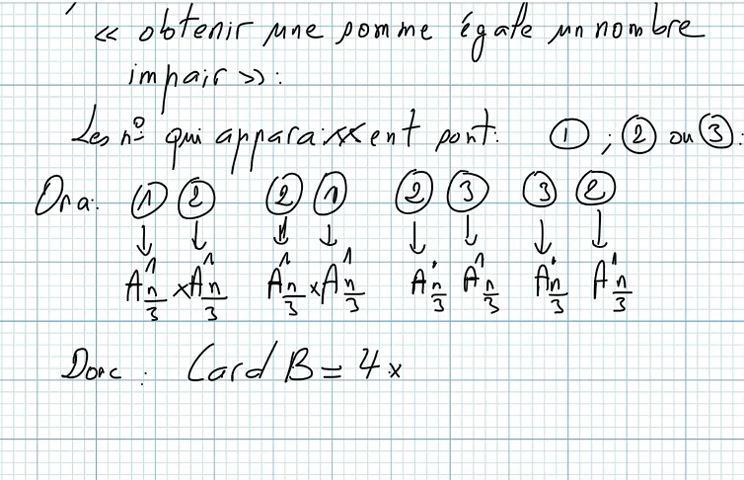 « obtenir une somme égale un nombre
impair » :
Les n° qui apparaissent sont : ① ; ② ou ③ :
On a : ① ② ② ① ② ③ ③ ②
↓ ↓ ↓ ↓ ↓ ↓ ↓ ↓
A¹n/3 × A¹n/3 A¹n/3 × A¹n/3 A¹n/3 A¹n/3 A¹n/3 A¹n/3
Donc : Card B = 4 ×